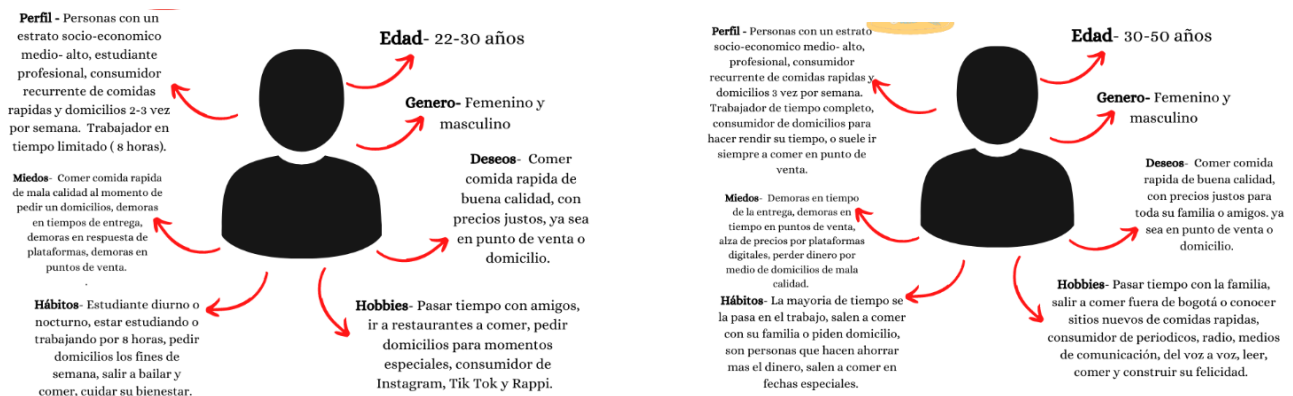 Perfil - Personas con un
estrato socio-economico
medio- alto, estudiante
profesional, consumidor
recurrente de comidas
rapidas y domicilios 2-3 vez
por semana. Trabajador en
tiempo limitado ( 8 horas).
Edad- 22-30 años
Genero- Femenino y
masculino
Deseos- Comer
comida rapida de
buena calidad, con
precios justos, ya sea
en punto de venta o
domicilio.
Miedos- Comer comida rapida
de mala calidad al momento de
pedir un domicilios, demoras
en tiempos de entrega,
demoras en respuesta de
plataformas, demoras en
puntos de venta.
.
Hábitos- Estudiante diurno o
nocturno, estar estudiando o
trabajando por 8 horas, pedir
domicilios los fines de
semana, salir a bailar y
comer, cuidar su bienestar.
Hobbies- Pasar tiempo con amigos,
ir a restaurantes a comer, pedir
domicilios para momentos
especiales, consumidor de
Instagram, Tik Tok y Rappi.
Perfil - Personas con un estrato
socio-economico medio- alto,
profesional, consumidor
recurrente de comidas rapidas y
domicilios 3 vez por semana.
Trabajador de tiempo completo,
consumidor de domicilios para
hacer rendir su tiempo, o suele ir
siempre a comer en punto de
venta.
Edad- 30-50 años
Genero- Femenino y
masculino
Deseos- Comer comida
rapida de buena calidad,
con precios justos para
toda su familia o amigos. ya
sea en punto de venta o
domicilio.
Miedos- Demoras en tiempo
de la entrega, demoras en
tiempo en puntos de venta,
alza de precios por plataformas
digitales, perder dinero por
medio de domicilios de mala
calidad.
Hábitos- La mayoria de tiempo se
la pasa en el trabajo, salen a comer
con su familia o piden domicilio,
son personas que hacen ahorrar
mas el dinero, salen a comer en
fechas especiales.
Hobbies- Pasar tiempo con la familia,
salir a comer fuera de bogotá o conocer
sitios nuevos de comidas rapidas,
consumidor de periodicos, radio, medios
de comunicación, del voz a voz, leer,
comer y construir su felicidad.